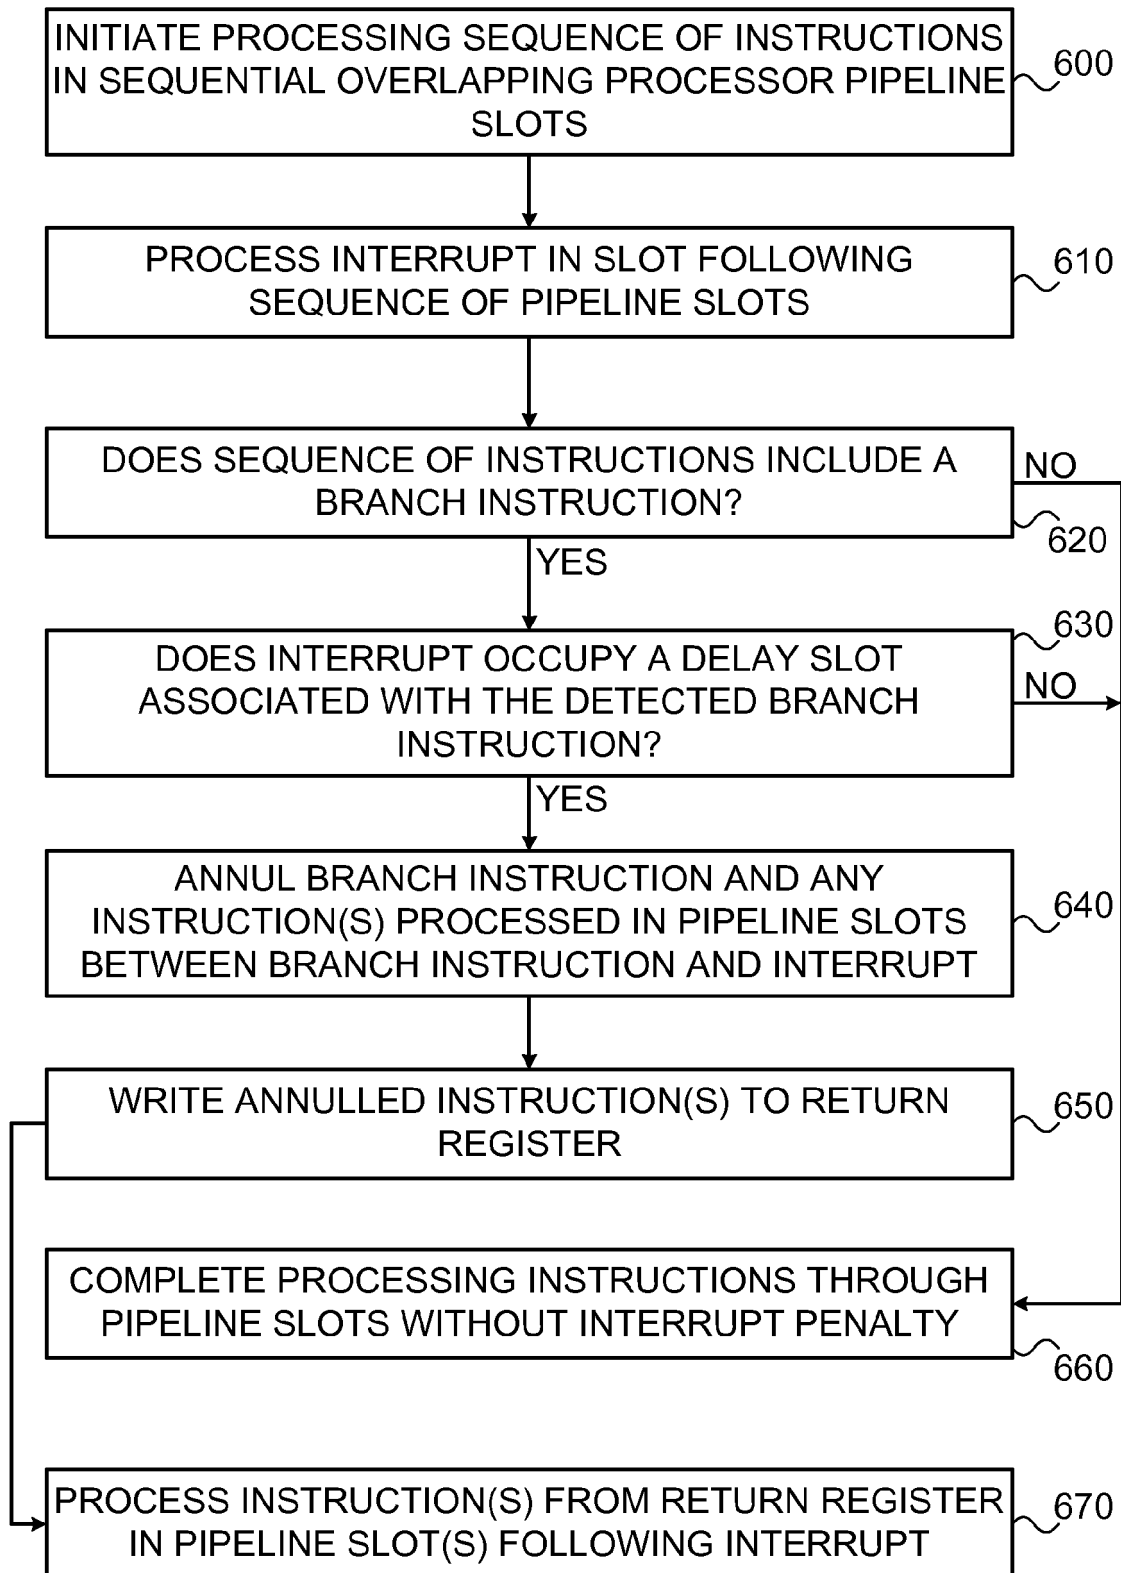 INITIATE PROCESSING SEQUENCE OF INSTRUCTIONS
IN SEQUENTIAL OVERLAPPING PROCESSOR PIPELINE
SLOTS
600
PROCESS INTERRUPT IN SLOT FOLLOWING
SEQUENCE OF PIPELINE SLOTS
610
DOES SEQUENCE OF INSTRUCTIONS INCLUDE A
BRANCH INSTRUCTION?
NO
620
YES
630
DOES INTERRUPT OCCUPY A DELAY SLOT
ASSOCIATED WITH THE DETECTED BRANCH
INSTRUCTION?
NO
YES
ANNUL BRANCH INSTRUCTION AND ANY
INSTRUCTION(S) PROCESSED IN PIPELINE SLOTS
BETWEEN BRANCH INSTRUCTION AND INTERRUPT
640
WRITE ANNULLED INSTRUCTION(S) TO RETURN
REGISTER
650
COMPLETE PROCESSING INSTRUCTIONS THROUGH
PIPELINE SLOTS WITHOUT INTERRUPT PENALTY
660
PROCESS INSTRUCTION(S) FROM RETURN REGISTER
IN PIPELINE SLOT(S) FOLLOWING INTERRUPT
670